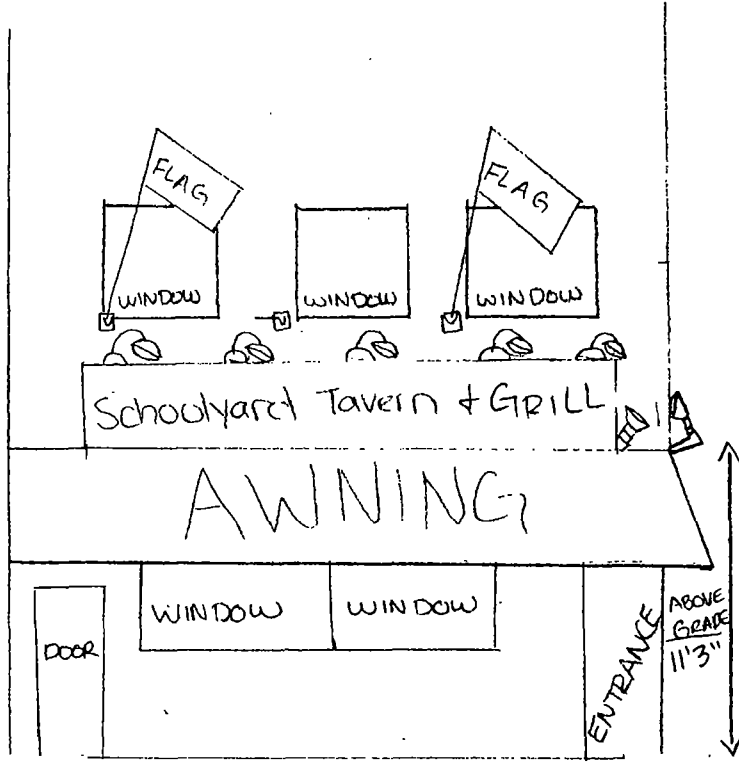 FLAG
FLAG
WINDOW
WINDOW
WINDOW
Schoolyard Tavern + GRILL
AWNING
WINDOW
WINDOW
DOOR
ENTRANCE
ABOVE
GRADE
11'3"